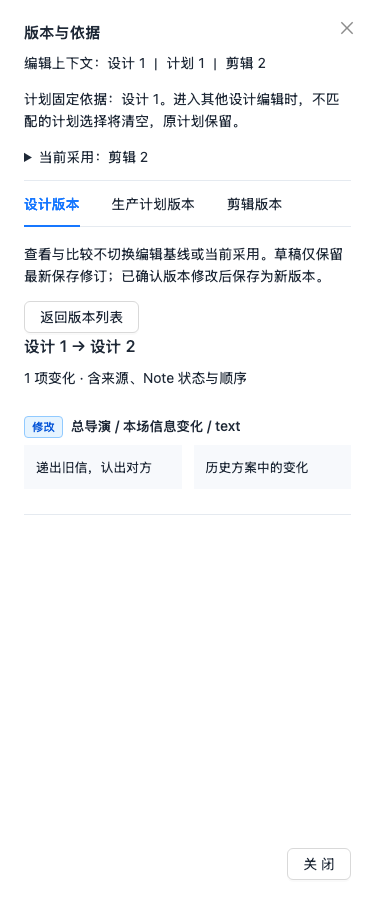 版本与依据
编辑上下文：设计 1 | 计划 1 | 剪辑 2
计划固定依据：设计 1。进入其他设计编辑时，不匹
配的计划选择将清空，原计划保留。
▶ 当前采用：剪辑 2
设计版本 生产计划版本 剪辑版本
查看与比较不切换编辑基线或当前采用。草稿仅保留
最新保存修订；已确认版本修改后保存为新版本。
返回版本列表
设计 1 → 设计 2
1 项变化 · 含来源、Note 状态与顺序
修改 总导演 / 本场信息变化 / text
递出旧信，认出对方 历史方案中的变化
关 闭